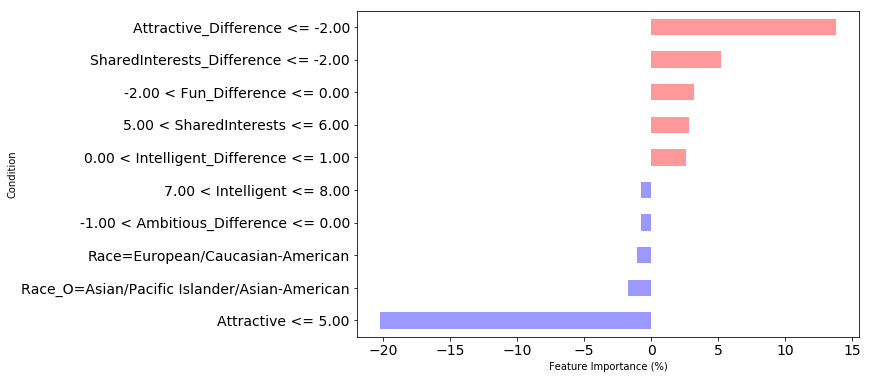 Attractive_Difference <= -2.00
SharedInterests_Difference <= -2.00
-2.00 < Fun_Difference <= 0.00
5.00 < SharedInterests <= 6.00
0.00 < Intelligent_Difference <= 1.00
7.00 < Intelligent <= 8.00
-1.00 < Ambitious_Difference <= 0.00
Race=European/Caucasian-American
Race_O=Asian/Pacific Islander/Asian-American
Attractive <= 5.00
Condition
−20 −15 −10 −5 0 5 10 15
Feature Importance (%)